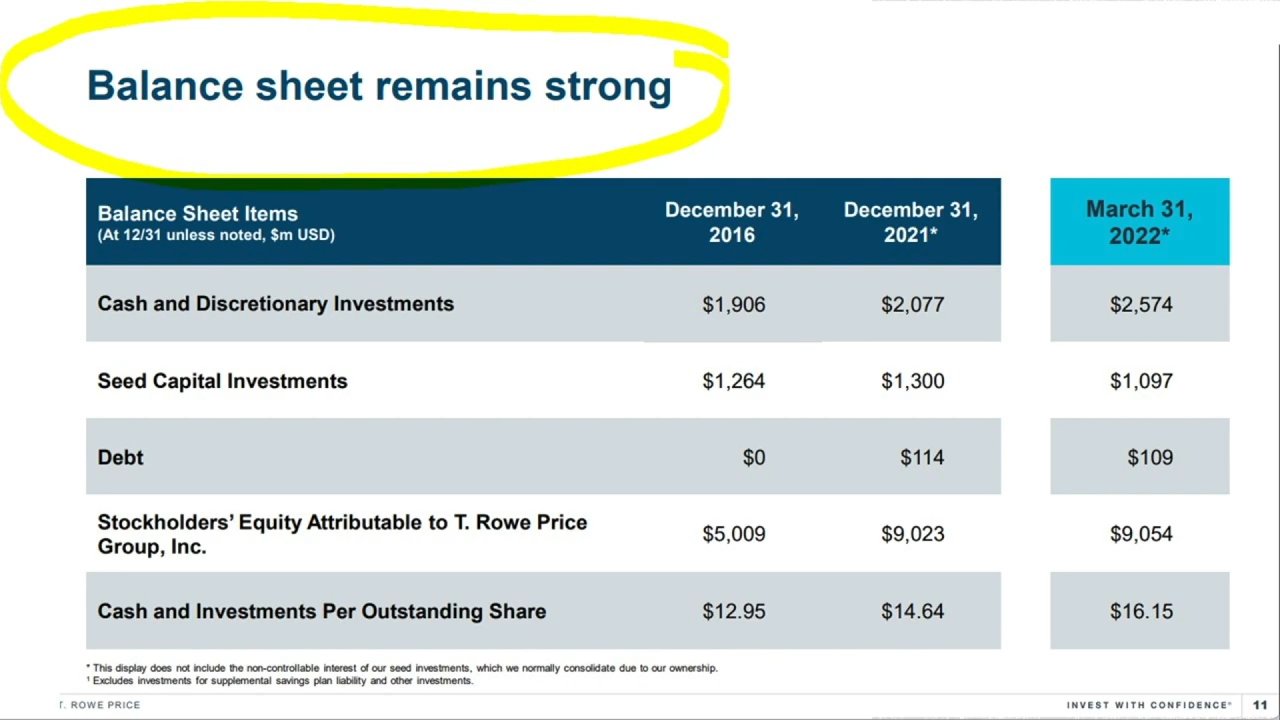 Balance sheet remains strong
Balance Sheet Items
(At 12/31 unless noted, $m USD)
December 31,
2016
December 31,
2021*
March 31,
2022*
Cash and Discretionary Investments $1,906 $2,077 $2,574
Seed Capital Investments $1,264 $1,300 $1,097
Debt $0 $114 $109
Stockholders’ Equity Attributable to T. Rowe Price
Group, Inc. $5,009 $9,023 $9,054
Cash and Investments Per Outstanding Share $12.95 $14.64 $16.15
* This display does not include the non-controllable interest of our seed investments, which we normally consolidate due to our ownership.
¹ Excludes investments for supplemental savings plan liability and other investments.
T. ROWE PRICE INVEST WITH CONFIDENCE® 11